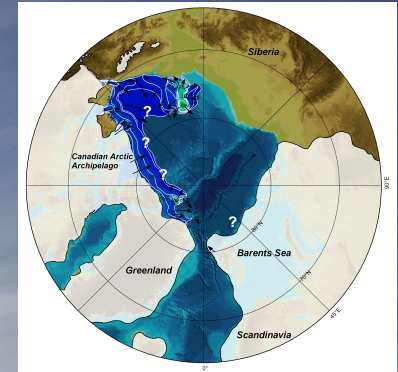 Siberia
?
?
Canadian Arctic
Archipelago
?
90°E
?
80°N
Barents Sea
Greenland
70°N
45°E
Scandinavia
0°